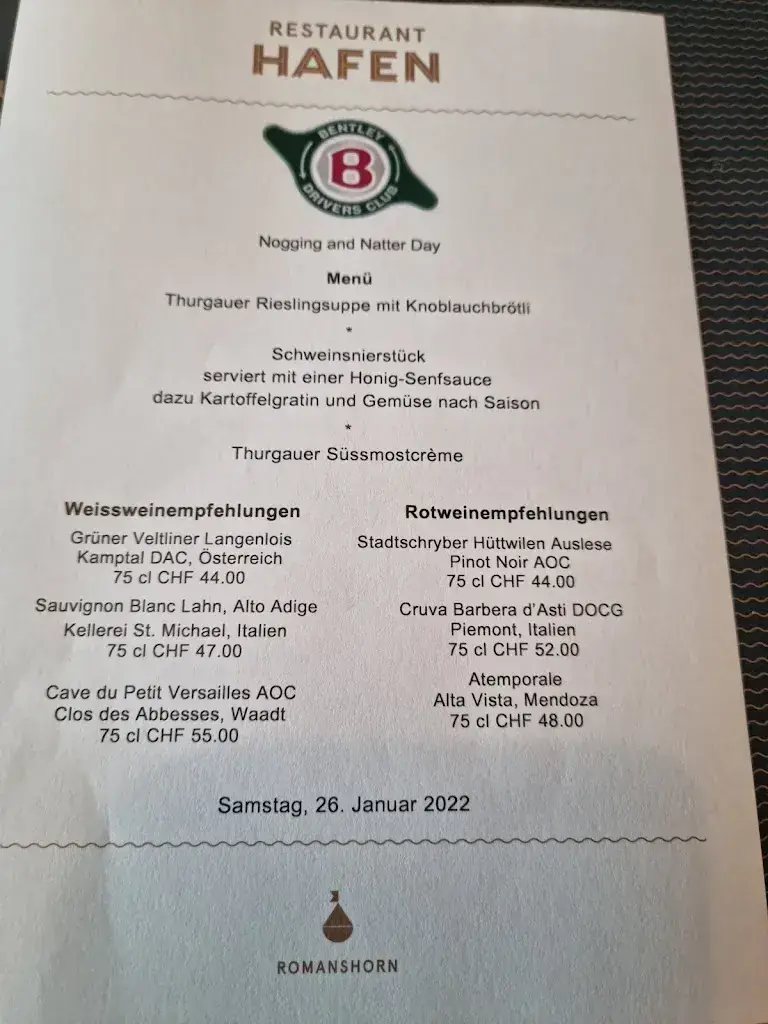 RESTAURANT
HAFEN
BENTLEY
B
DRIVERS CLUB
Nogging and Natter Day
Menü
Thurgauer Rieslingsuppe mit Knoblauchbrötli
*
Schweinsnierstück
serviert mit einer Honig-Senfsauce
dazu Kartoffelgratin und Gemüse nach Saison
*
Thurgauer Süssmostcrème
Weissweinempfehlungen
Grüner Veltliner Langenlois
Kamptal DAC, Österreich
75 cl CHF 44.00
Sauvignon Blanc Lahn, Alto Adige
Kellerei St. Michael, Italien
75 cl CHF 47.00
Cave du Petit Versailles AOC
Clos des Abbesses, Waadt
75 cl CHF 55.00
Rotweinempfehlungen
Stadtschryber Hüttwilen Auslese
Pinot Noir AOC
75 cl CHF 44.00
Cruva Barbera d'Asti DOCG
Piemont, Italien
75 cl CHF 52.00
Atemporale
Alta Vista, Mendoza
75 cl CHF 48.00
Samstag, 26. Januar 2022
ROMANSHORN